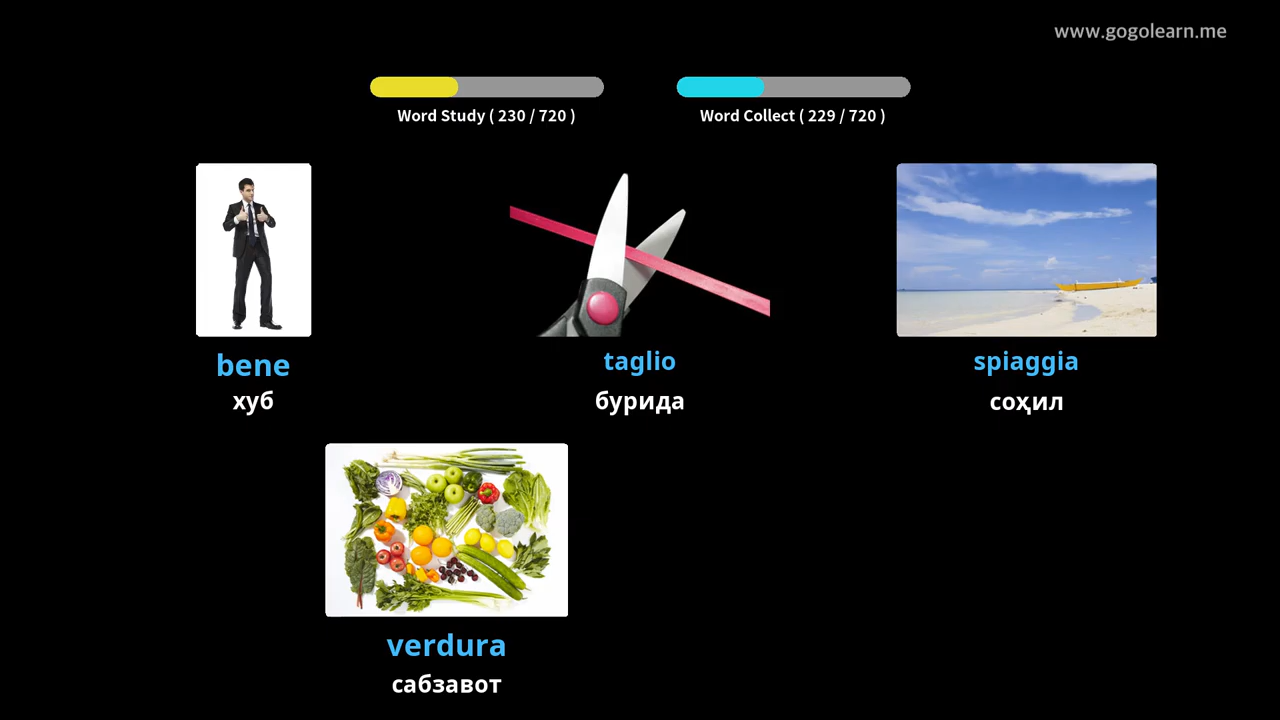 www.gogolearn.me
Word Study ( 230 / 720 )
Word Collect ( 229 / 720 )
bene
хуб
taglio
бурида
spiaggia
соҳил
verdura
сабзавот